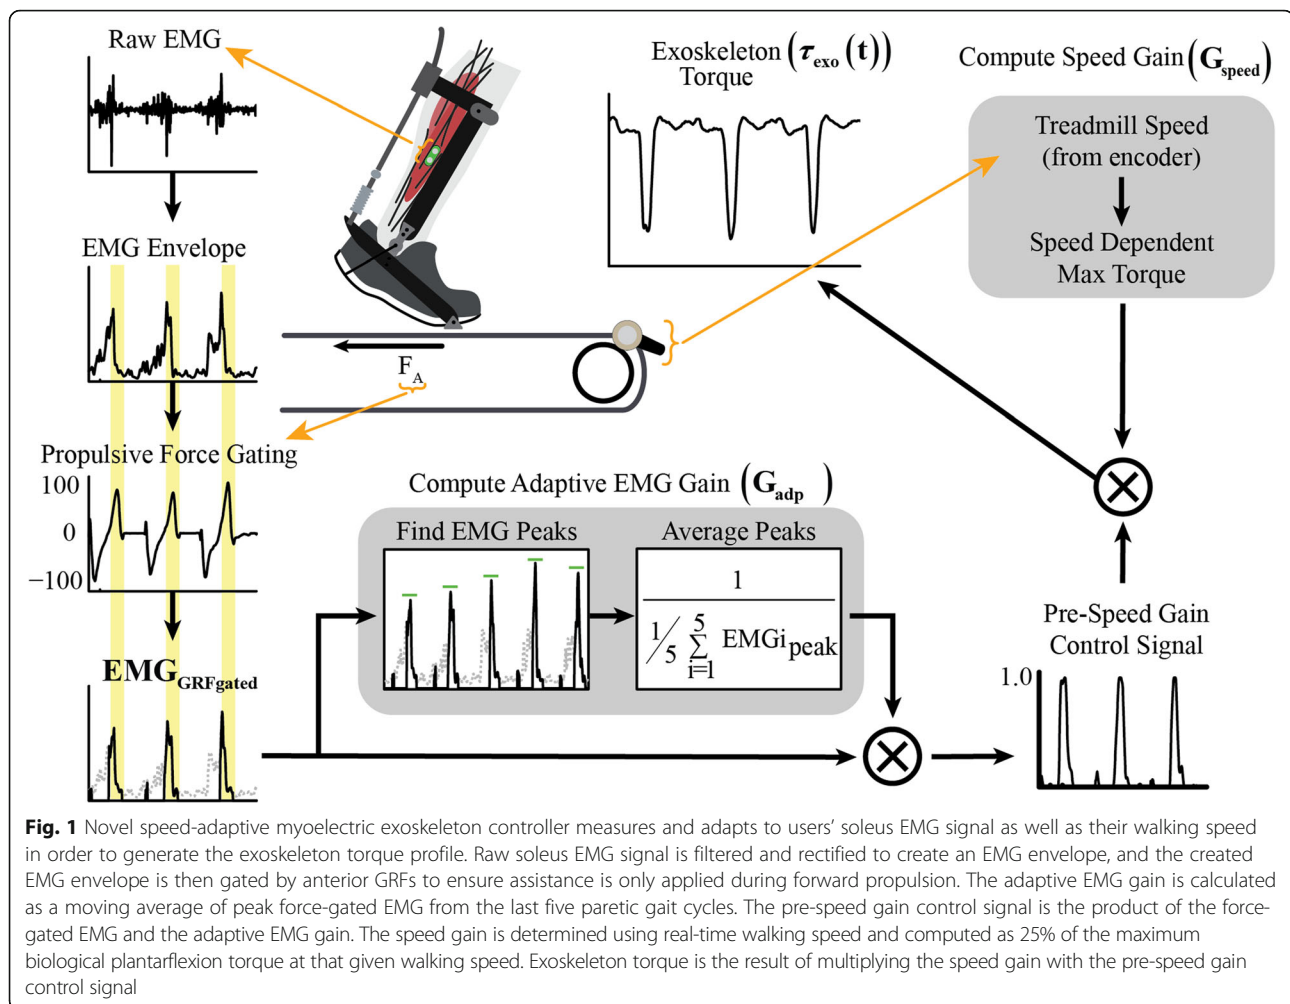 Raw EMG
EMG Envelope
Propulsive Force Gating
100
0
−100
EMG_GRFgated
F_A
Exoskeleton (τ_exo (t))
Torque
Compute Speed Gain (G_speed)
Treadmill Speed
(from encoder)
Speed Dependent
Max Torque
Compute Adaptive EMG Gain (G_adp )
Find EMG Peaks
Average Peaks
1
1/5 5 ∑ i=1 EMGi_peak
Pre-Speed Gain
Control Signal
1.0
Fig. 1 Novel speed-adaptive myoelectric exoskeleton controller measures and adapts to users’ soleus EMG signal as well as their walking speed
in order to generate the exoskeleton torque profile. Raw soleus EMG signal is filtered and rectified to create an EMG envelope, and the created
EMG envelope is then gated by anterior GRFs to ensure assistance is only applied during forward propulsion. The adaptive EMG gain is calculated
as a moving average of peak force-gated EMG from the last five paretic gait cycles. The pre-speed gain control signal is the product of the force-
gated EMG and the adaptive EMG gain. The speed gain is determined using real-time walking speed and computed as 25% of the maximum
biological plantarflexion torque at that given walking speed. Exoskeleton torque is the result of multiplying the speed gain with the pre-speed gain
control signal